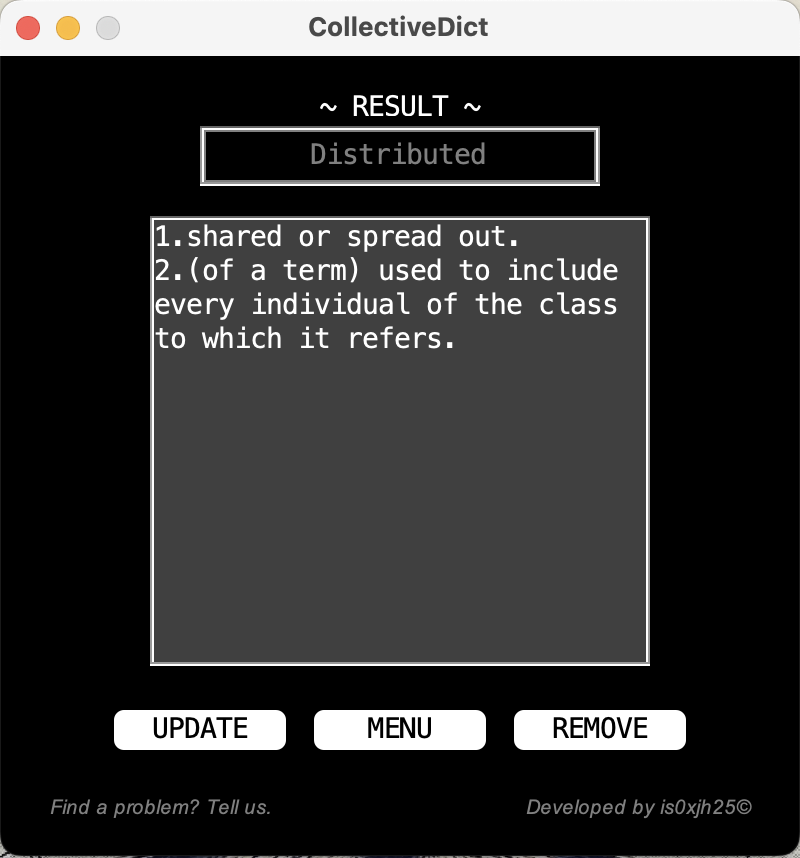 CollectiveDict
~ RESULT ~
Distributed
1.shared or spread out.
2.(of a term) used to include
every individual of the class
to which it refers.
UPDATE MENU REMOVE
Find a problem? Tell us. Developed by is0xjh25©